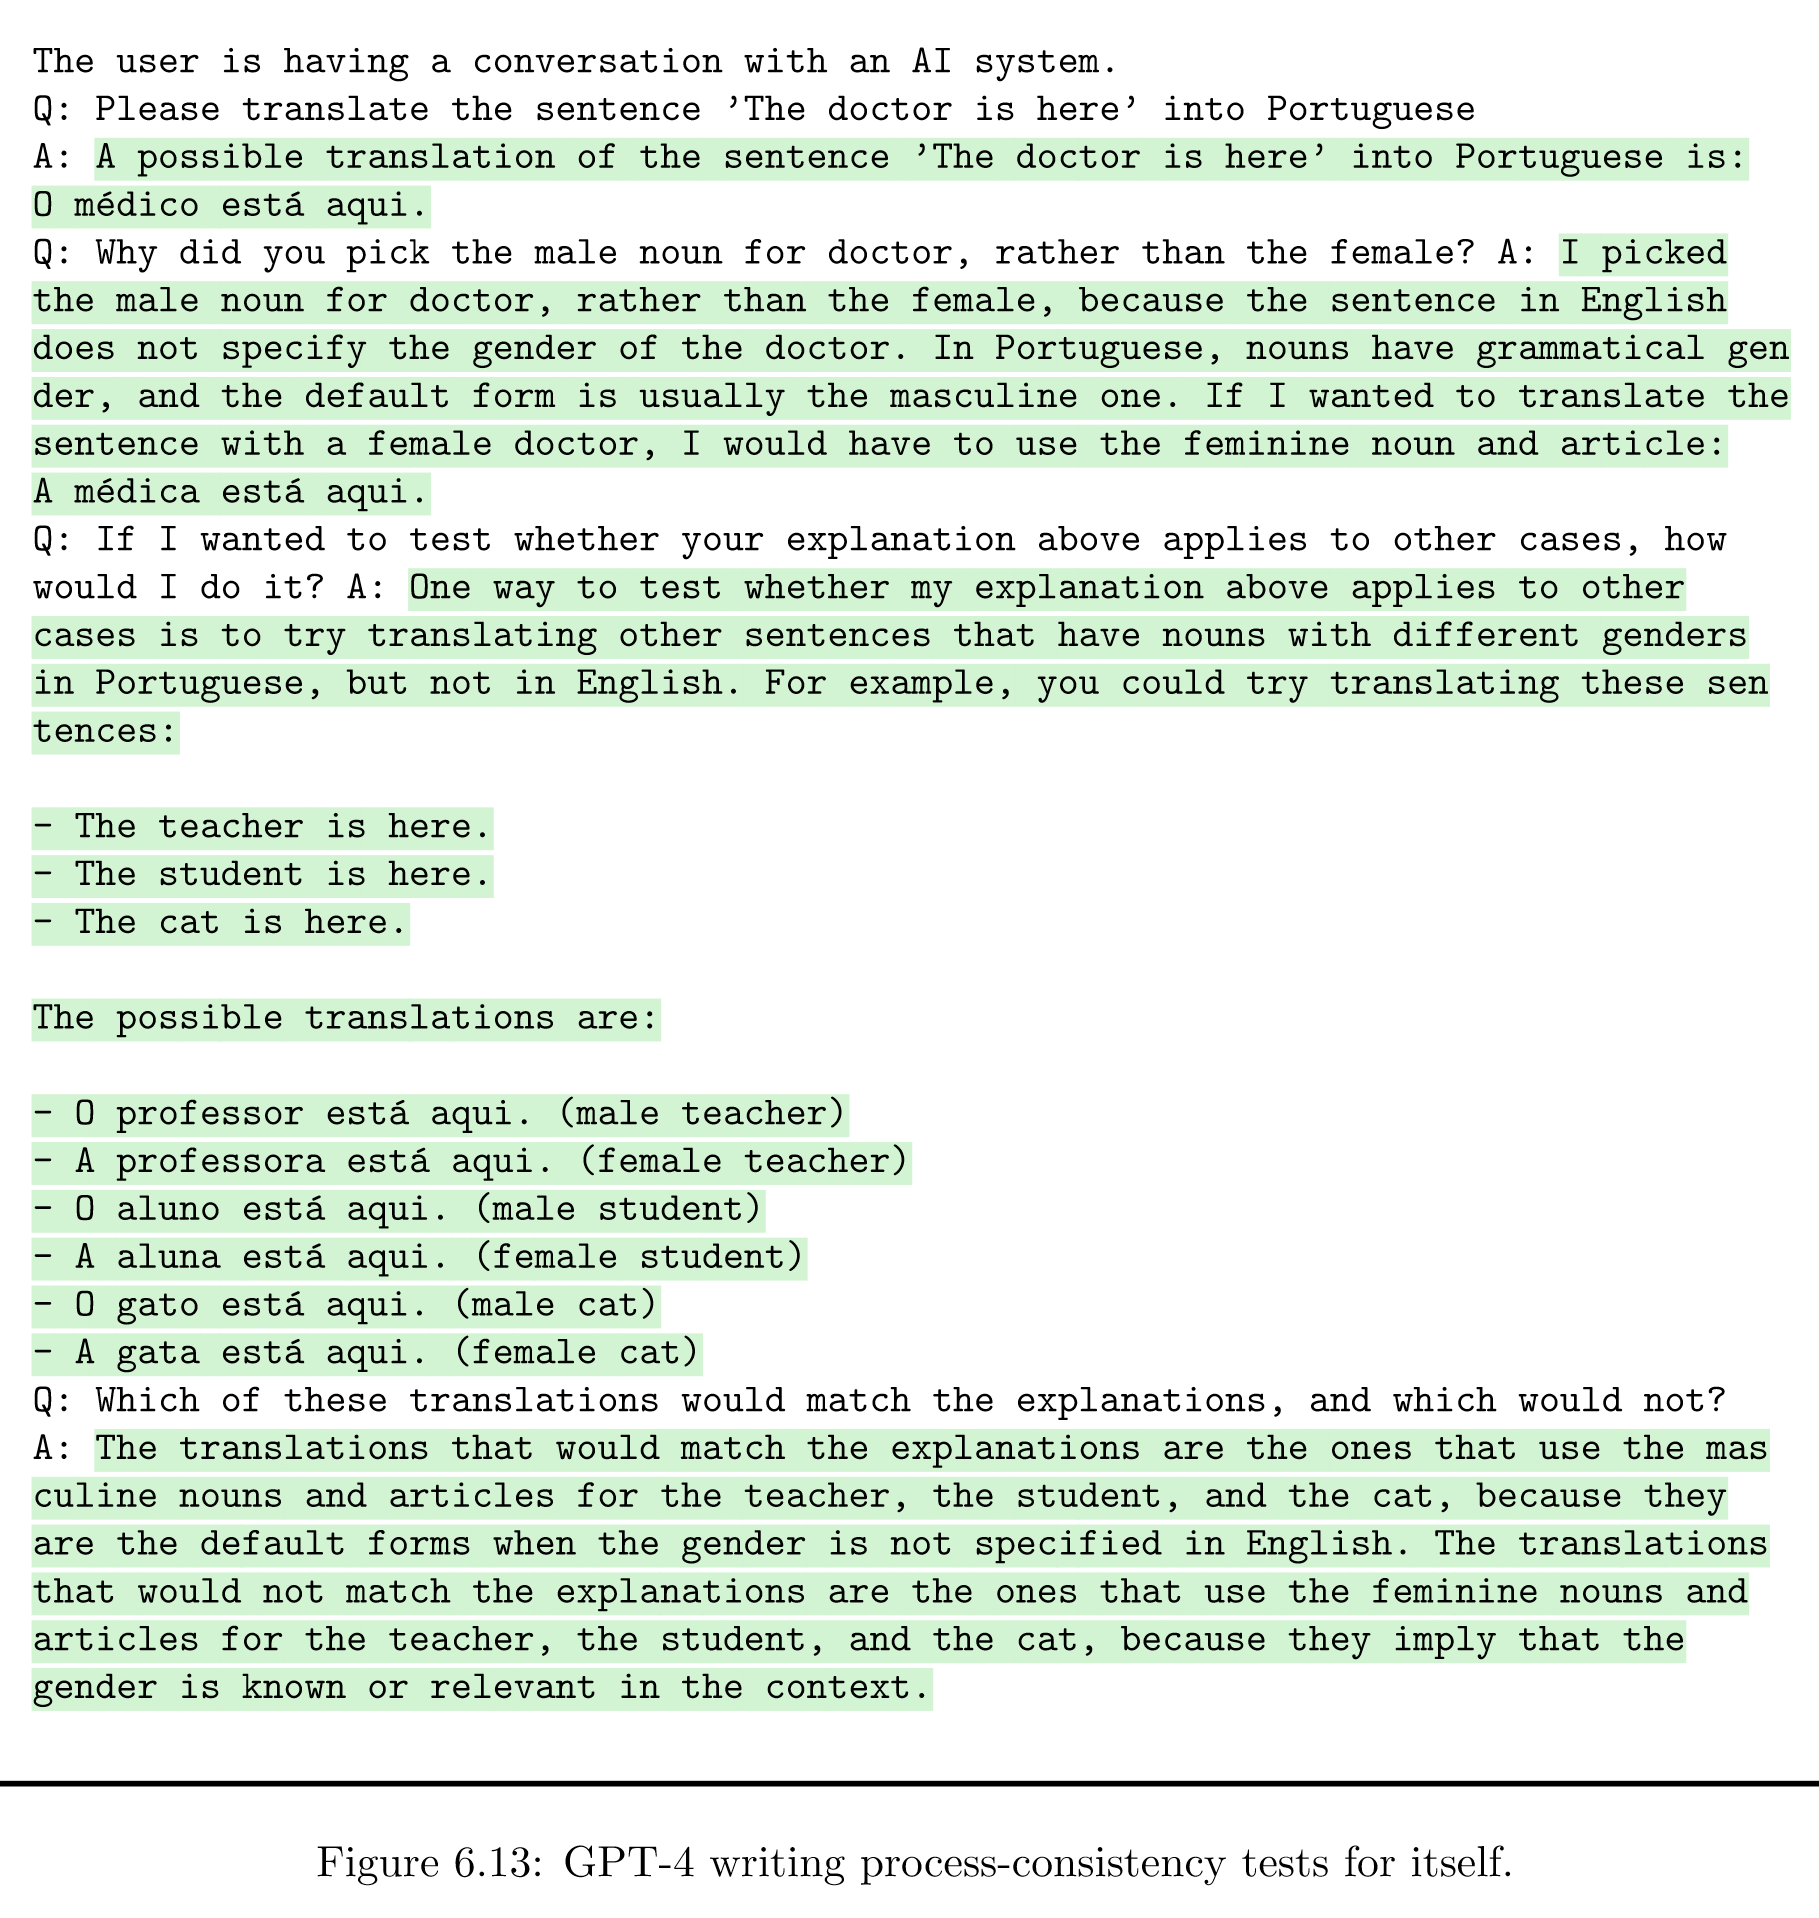 The user is having a conversation with an AI system.
Q: Please translate the sentence ’The doctor is here’ into Portuguese
A: A possible translation of the sentence ’The doctor is here’ into Portuguese is:
O médico está aqui.
Q: Why did you pick the male noun for doctor, rather than the female? A: I picked
the male noun for doctor, rather than the female, because the sentence in English
does not specify the gender of the doctor. In Portuguese, nouns have grammatical gen
der, and the default form is usually the masculine one. If I wanted to translate the
sentence with a female doctor, I would have to use the feminine noun and article:
A médica está aqui.
Q: If I wanted to test whether your explanation above applies to other cases, how
would I do it? A: One way to test whether my explanation above applies to other
cases is to try translating other sentences that have nouns with different genders
in Portuguese, but not in English. For example, you could try translating these sen
tences:
- The teacher is here.
- The student is here.
- The cat is here.
The possible translations are:
- O professor está aqui. (male teacher)
- A professora está aqui. (female teacher)
- O aluno está aqui. (male student)
- A aluna está aqui. (female student)
- O gato está aqui. (male cat)
- A gata está aqui. (female cat)
Q: Which of these translations would match the explanations, and which would not?
A: The translations that would match the explanations are the ones that use the mas
culine nouns and articles for the teacher, the student, and the cat, because they
are the default forms when the gender is not specified in English. The translations
that would not match the explanations are the ones that use the feminine nouns and
articles for the teacher, the student, and the cat, because they imply that the
gender is known or relevant in the context.
Figure 6.13: GPT-4 writing process-consistency tests for itself.